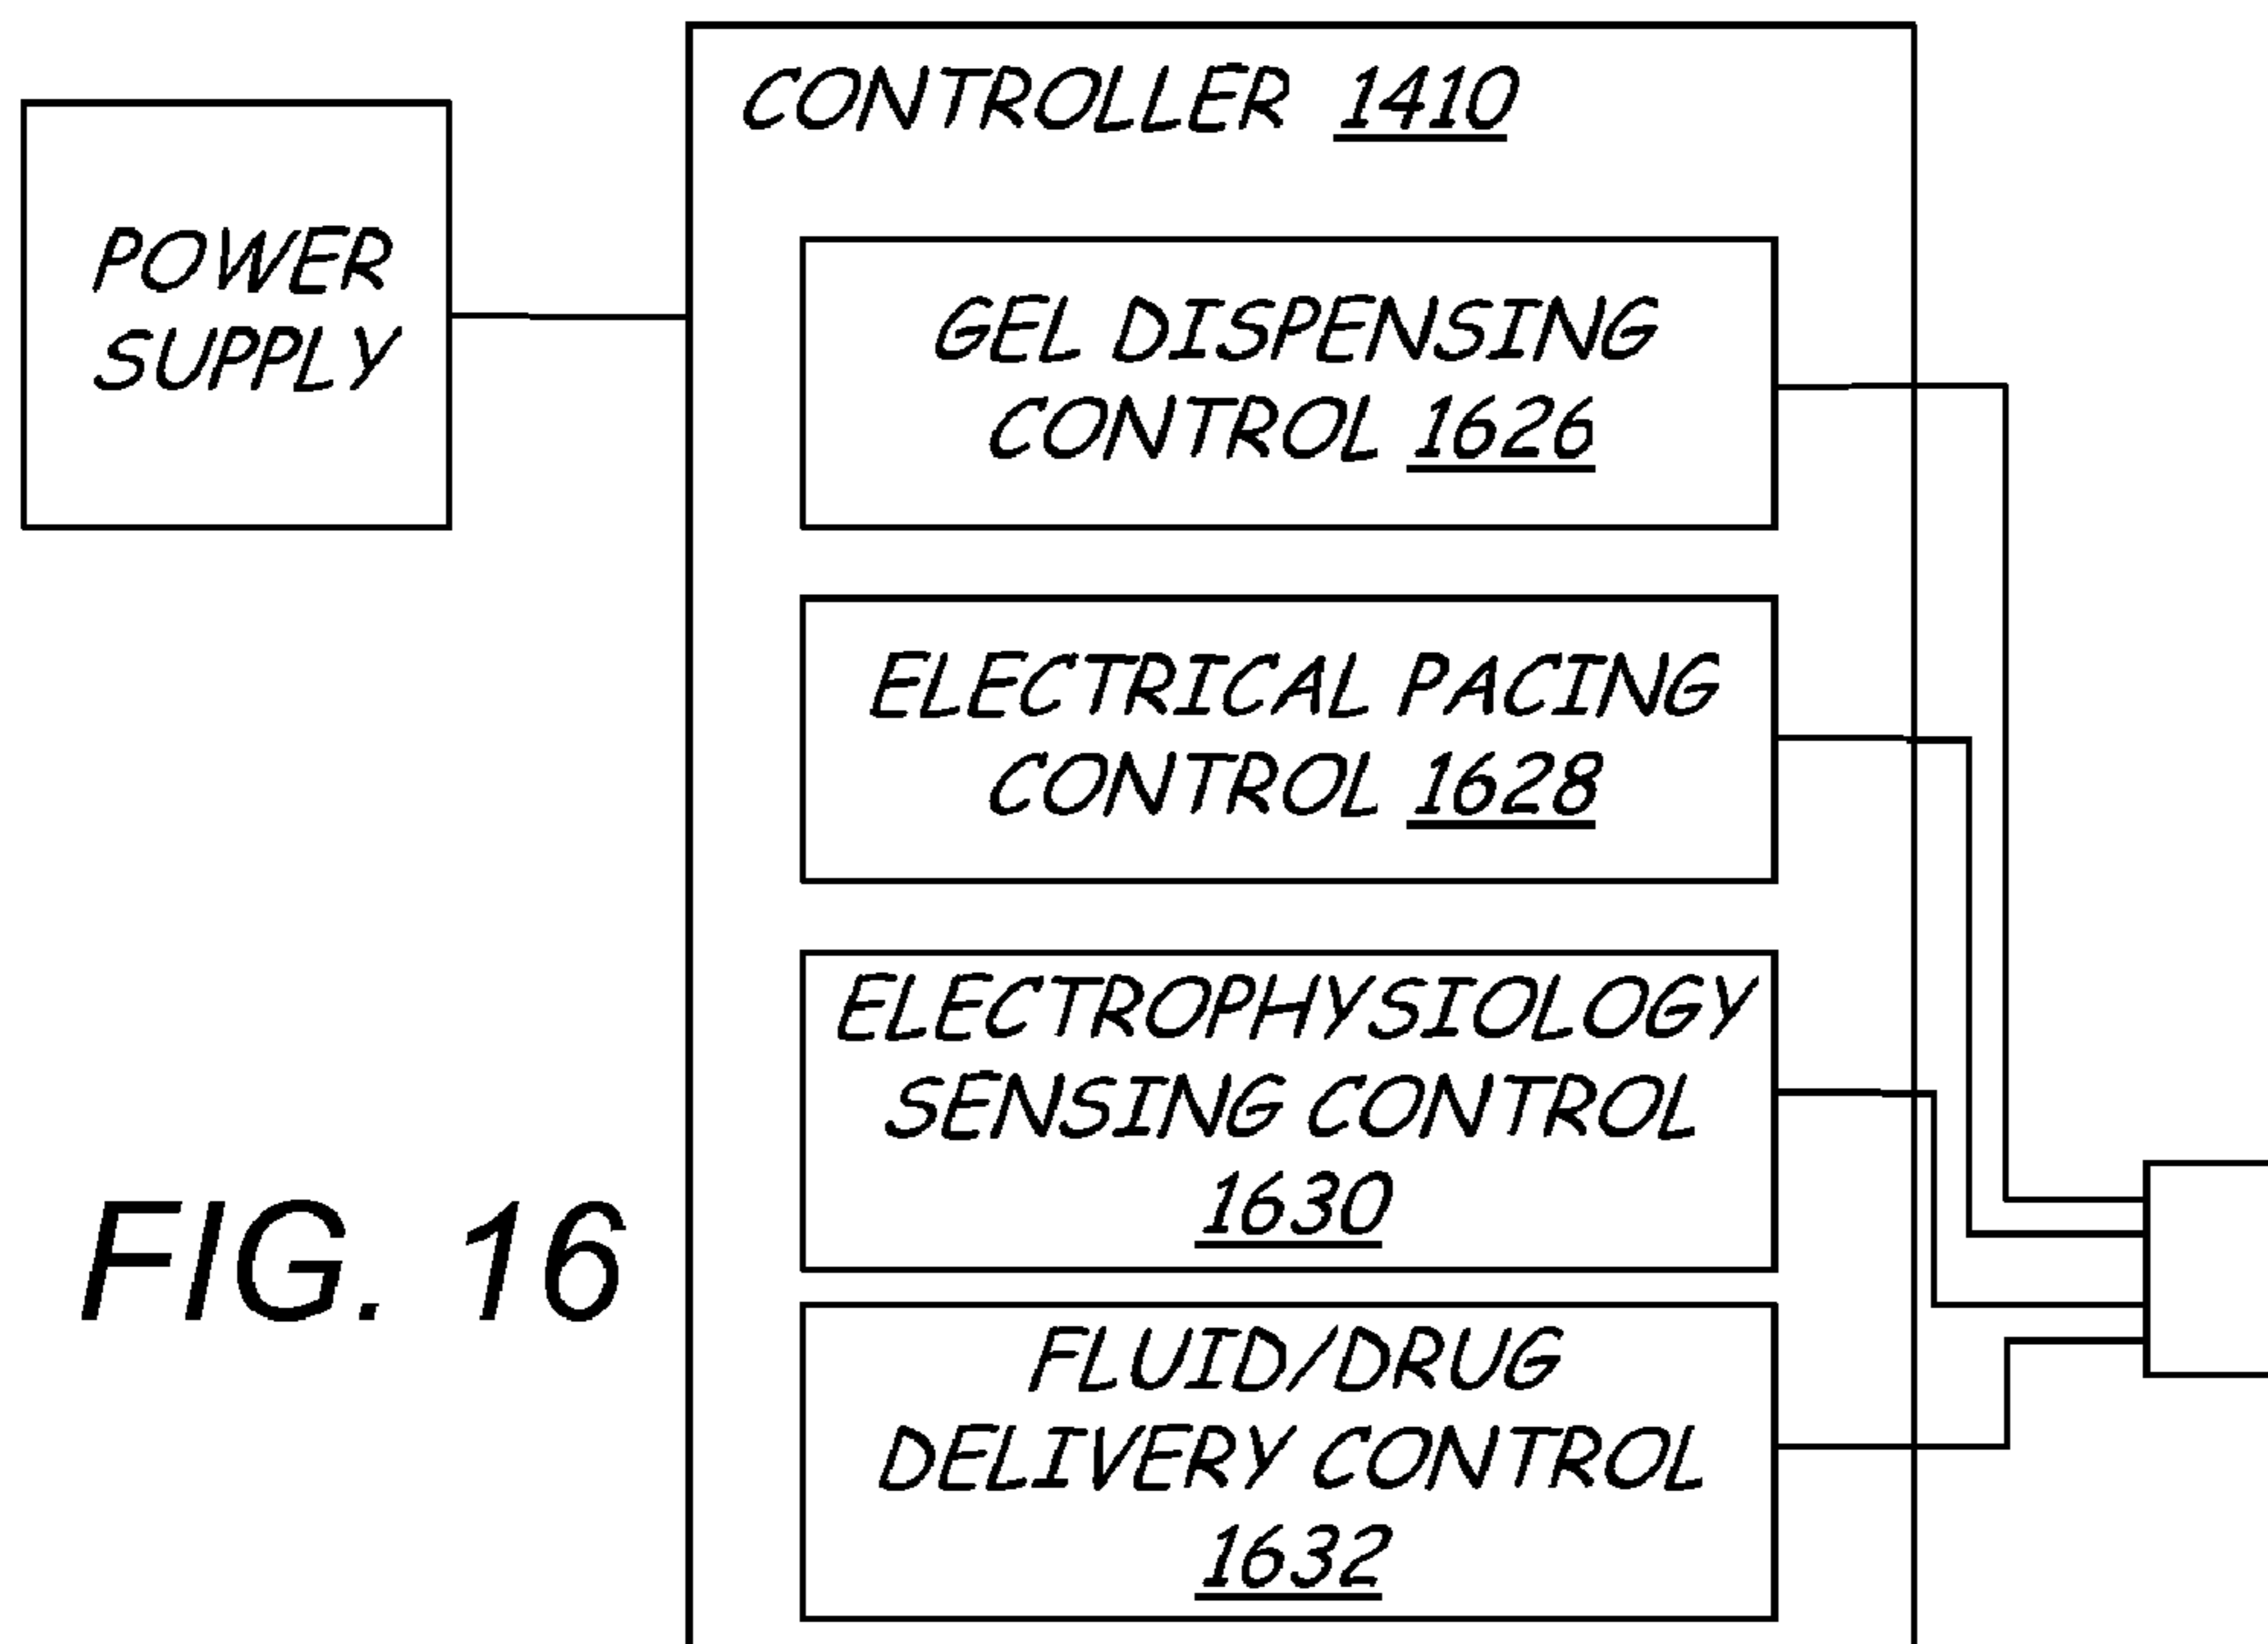 CONTROLLER 1410
POWER
SUPPLY
GEL DISPENSING
CONTROL 1626
ELECTRICAL PACING
CONTROL 1628
ELECTROPHYSIOLOGY
SENSING CONTROL
1630
FLUID/DRUG
DELIVERY CONTROL
1632
FIG. 16